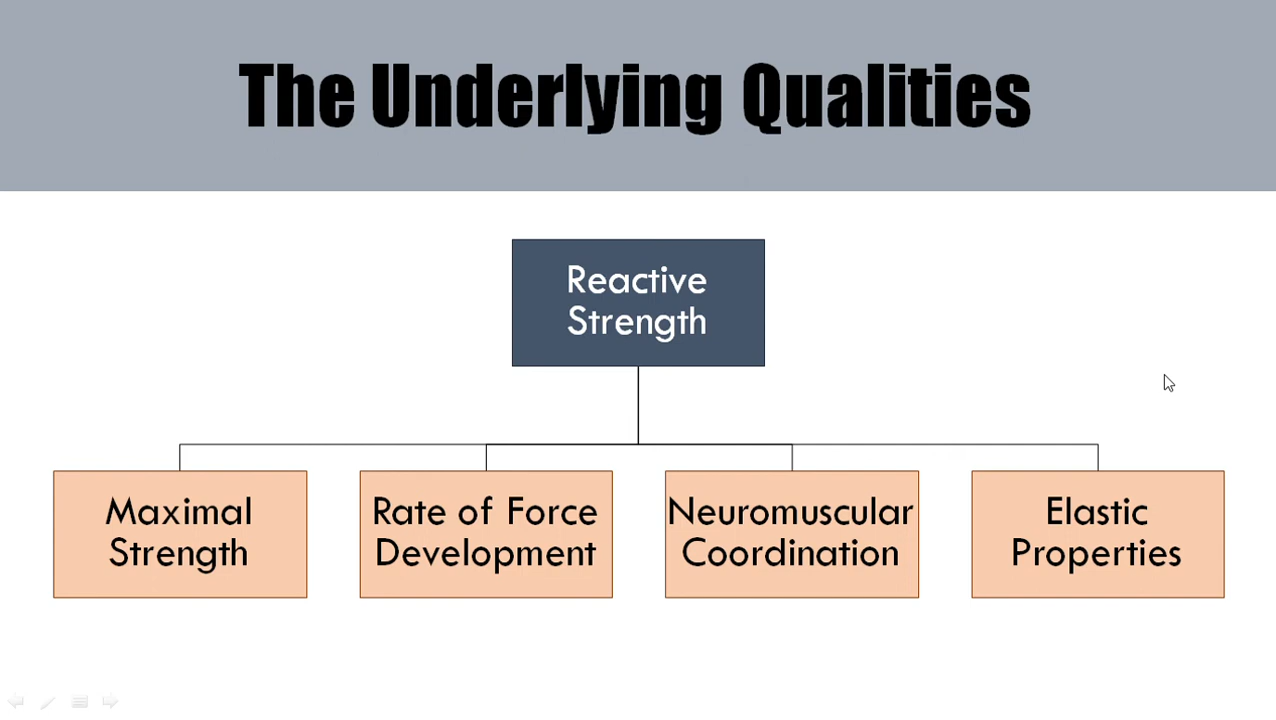 The Underlying Qualities
Reactive
Strength
Maximal
Strength
Rate of Force
Development
Neuromuscular
Coordination
Elastic
Properties